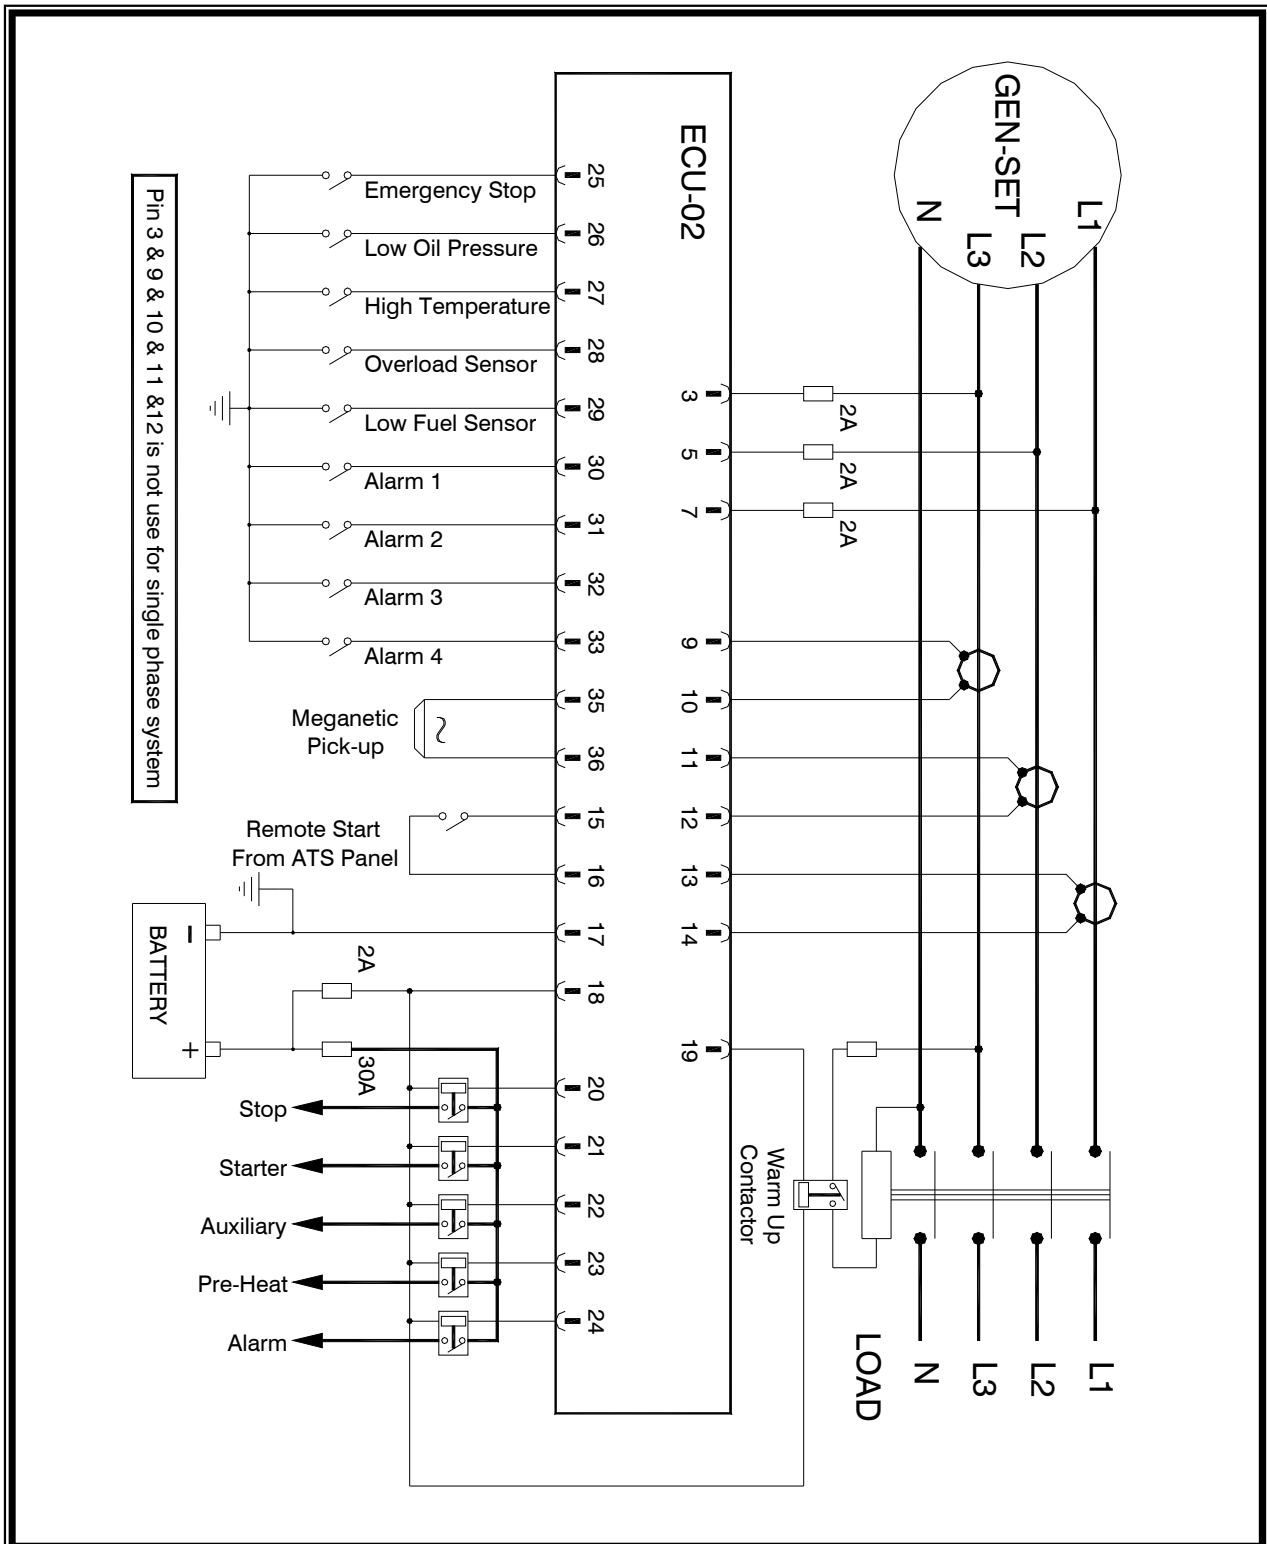 GEN-SET
N
L3
L2
L1
ECU-02
25
Emergency Stop
26
Low Oil Pressure
27
High Temperature
28
Overload Sensor
29
Low Fuel Sensor
30
Alarm 1
31
Alarm 2
32
Alarm 3
33
Alarm 4
35
Meganetic
Pick-up
~
36
15
Remote Start
From ATS Panel
16
17
18
2A
30A
BATTERY
-
+
20
Stop
21
Starter
22
Auxiliary
23
Pre-Heat
24
Alarm
3
2A
5
2A
7
2A
9
10
11
12
13
14
19
Warm Up
Contactor
LOAD
N
L3
L2
L1
Pin 3 & 9 & 10 & 11 &12 is not use for single phase system